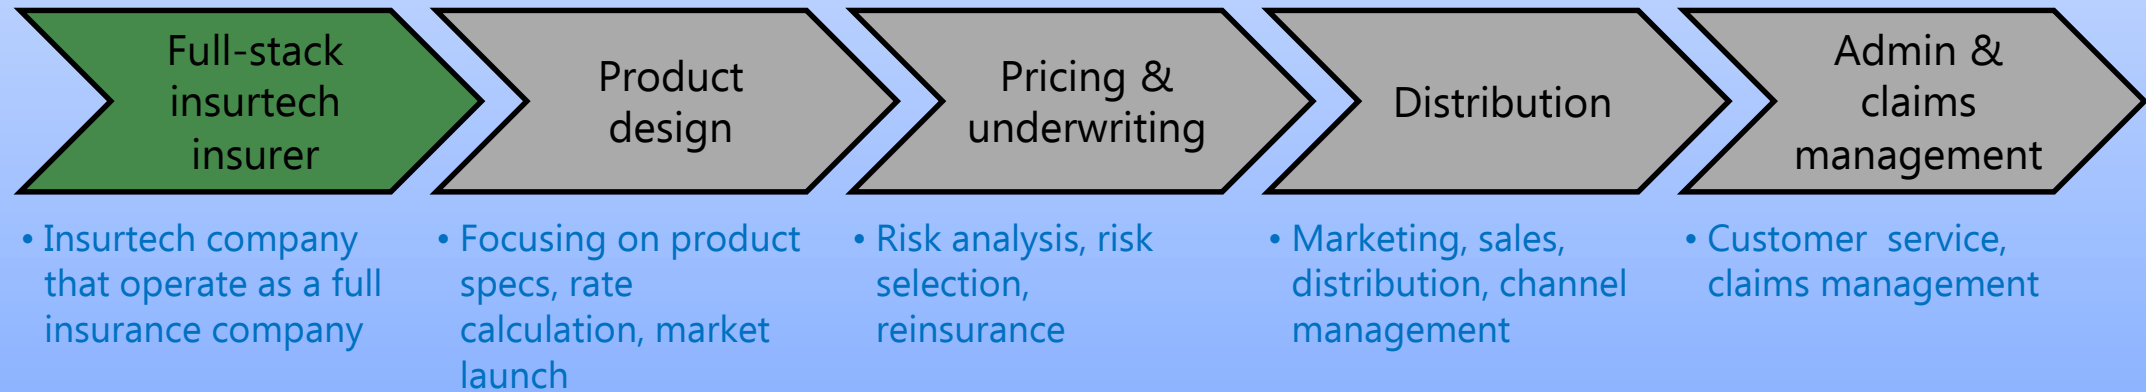 Full-stack
insurtech
insurer
Product
design
Pricing &
underwriting
Distribution
Admin &
claims
management
• Insurtech company
that operate as a full
insurance company
• Focusing on product
specs, rate
calculation, market
launch
• Risk analysis, risk
selection,
reinsurance
• Marketing, sales,
distribution, channel
management
• Customer  service,
claims management